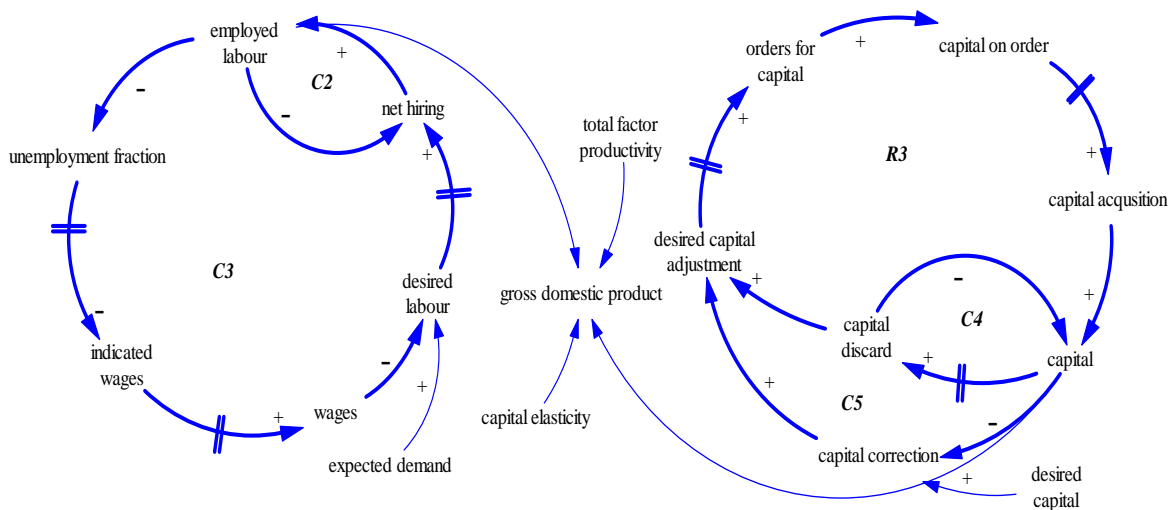 employed
labour
+
C2
-
-
net hiring
unemployment fraction
+
C3
-
indicated
wages
+
wages
-
desired
labour
+
expected demand
total factor
productivity
gross domestic product
capital elasticity
orders for
capital
+
capital on order
+
R3
+
capital acqusition
desired capital
adjustment
+
-
+
capital
discard
C4
+
capital
C5
+
-
capital correction
+
desired
capital